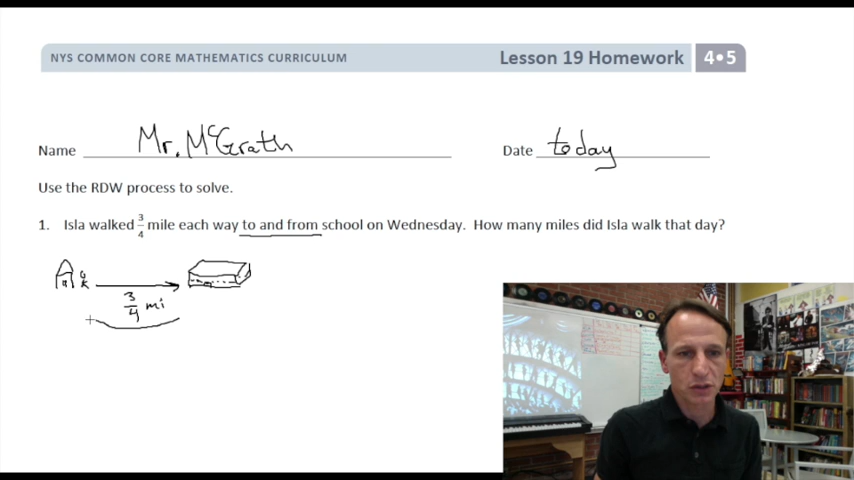 NYS COMMON CORE MATHEMATICS CURRICULUM Lesson 19 Homework 4•5
Name Mr. McGrath Date today
Use the RDW process to solve.
1. Isla walked 3/4 mile each way to and from school on Wednesday. How many miles did Isla walk that day?
3/4 mi